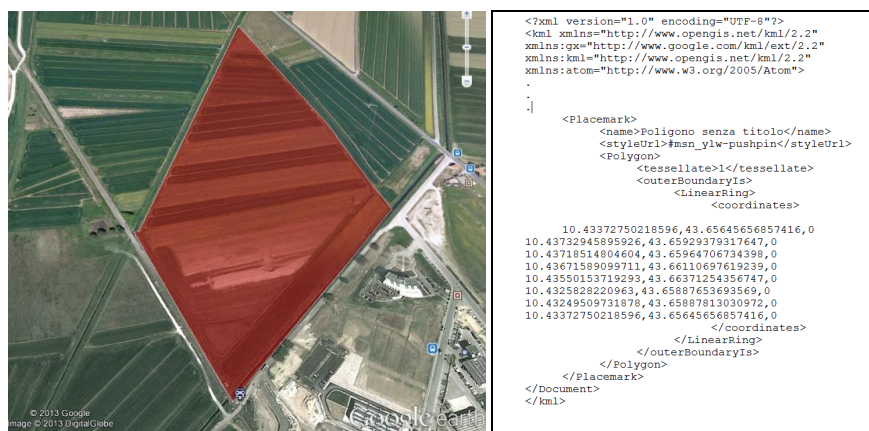 © 2013 Google
Image © 2013 DigitalGlobe
Google earth
<?xml version="1.0" encoding="UTF-8"?>
<kml xmlns="http://www.opengis.net/kml/2.2"
xmlns:gx="http://www.google.com/kml/ext/2.2"
xmlns:kml="http://www.opengis.net/kml/2.2"
xmlns:atom="http://www.w3.org/2005/Atom">
.
.
.
<Placemark>
<name>Poligono senza titolo</name>
<styleUrl>#msn_ylw-pushpin</styleUrl>
<Polygon>
<tessellate>1</tessellate>
<outerBoundaryIs>
<LinearRing>
<coordinates>
10.43372750218596,43.65645656857416,0
10.43732945895926,43.65929379317647,0
10.43718514804604,43.65964706734398,0
10.43671589099711,43.66110697619239,0
10.43550153719293,43.66371254356747,0
10.43258282220963,43.65887653693569,0
10.43249509731878,43.65887813030972,0
10.43372750218596,43.65645656857416,0
</coordinates>
</LinearRing>
</outerBoundaryIs>
</Polygon>
</Placemark>
</Document>
</kml>